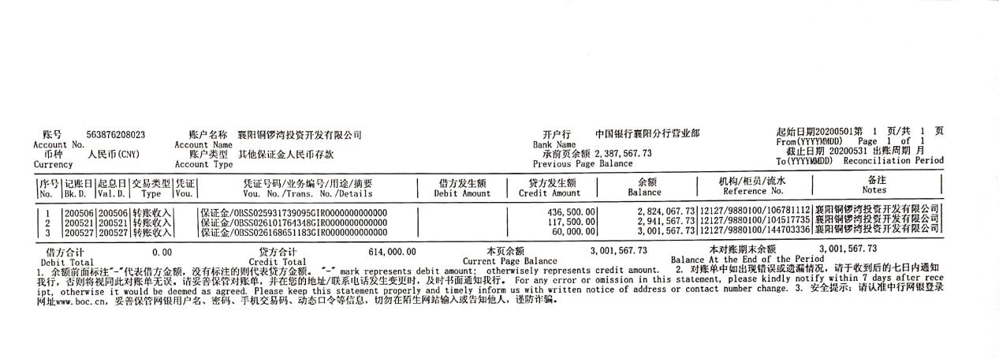 账号 563876208023 账户名称 襄阳铜锣湾投资开发有限公司 开户行 中国银行襄阳分行营业部 起始日期20200501第 1 页/共 1 页
Account No. Account Name Bank Name From(YYYYMMDD) Page 1 of 1
币种 人民币(CNY) 账户类型 其他保证金人民币存款 承前页余额 2,387,567.73 截止日期 20200531 出账周期 月
Currency Account Type Previous Page Balance To(YYYYMMDD) Reconciliation Period
序号 记账日 起息日 交易类型 凭证 凭证号码/业务编号/用途/摘要 借方发生额 贷方发生额 余额 机构/柜员/流水 备注
No. Bk.D. Val.D. Type Vou. Vou. No./Trans. No./Details Debit Amount Credit Amount Balance Reference No. Notes
1 200506 200506 转账收入 保证金/OBSS025931739095GIRO000000000000 436,500.00 2,824,067.73 12127/9880100/106781112 襄阳铜锣湾投资开发有限公司
2 200521 200521 转账收入 保证金/OBSS026101764348GIRO000000000000 117,500.00 2,941,567.73 12127/9880100/104517735 襄阳铜锣湾投资开发有限公司
3 200527 200527 转账收入 保证金/OBSS026168651183GIRO000000000000 60,000.00 3,001,567.73 12127/9880100/144703336 襄阳铜锣湾投资开发有限公司
借方合计 0.00 贷方合计 614,000.00 本页余额 3,001,567.73 本对账期末余额 3,001,567.73
Debit Total Credit Total Current Page Balance Balance At the End of the Period
1. 余额前面标注"-"代表借方金额，没有标注的则代表贷方金额。 "-" mark represents debit amount; otherwise represents credit amount. 2. 对账单中如出现错误或遗漏情况，请于收到后的七日内通知
我行，否则将视同此对账单无误。请妥善保管对账单，并在您的地址/联系电话发生变更时，及时书面通知我行。 For any error or omission in this statement, please kindly notify within 7 days after rece
ipt, otherwise it would be deemed as agreed. Please keep this statement properly and timely inform us with written notice of address or contact number change. 3. 安全提示：请认准中行网银登录
网址www.boc.cn，妥善保管网银用户名、密码、手机交易码、动态口令等信息，切勿在陌生网站输入或告知他人，谨防诈骗。